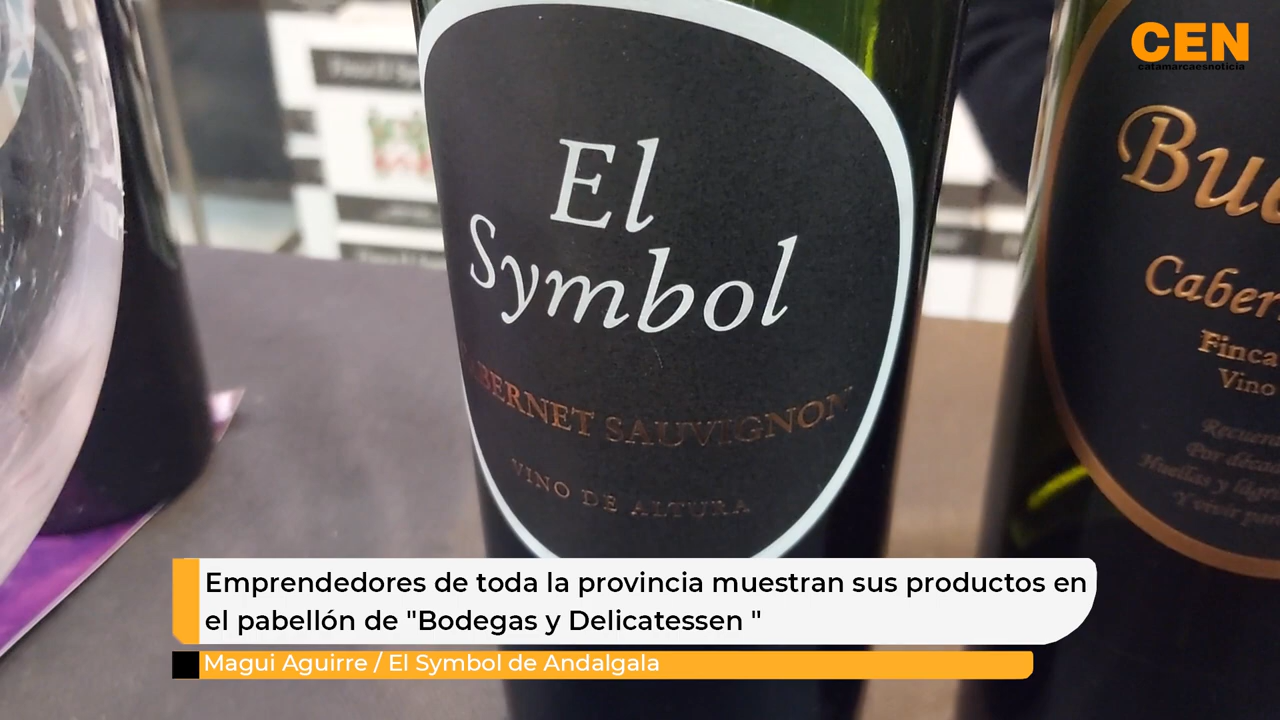 CEN
catamarcaesnoticia
El
Symbol
CABERNET SAUVIGNON
VINO DE ALTURA
Caber
Finca
Vino
Emprendedores de toda la provincia muestran sus productos en
el pabellón de "Bodegas y Delicatessen "
Magui Aguirre / El Symbol de Andalgala